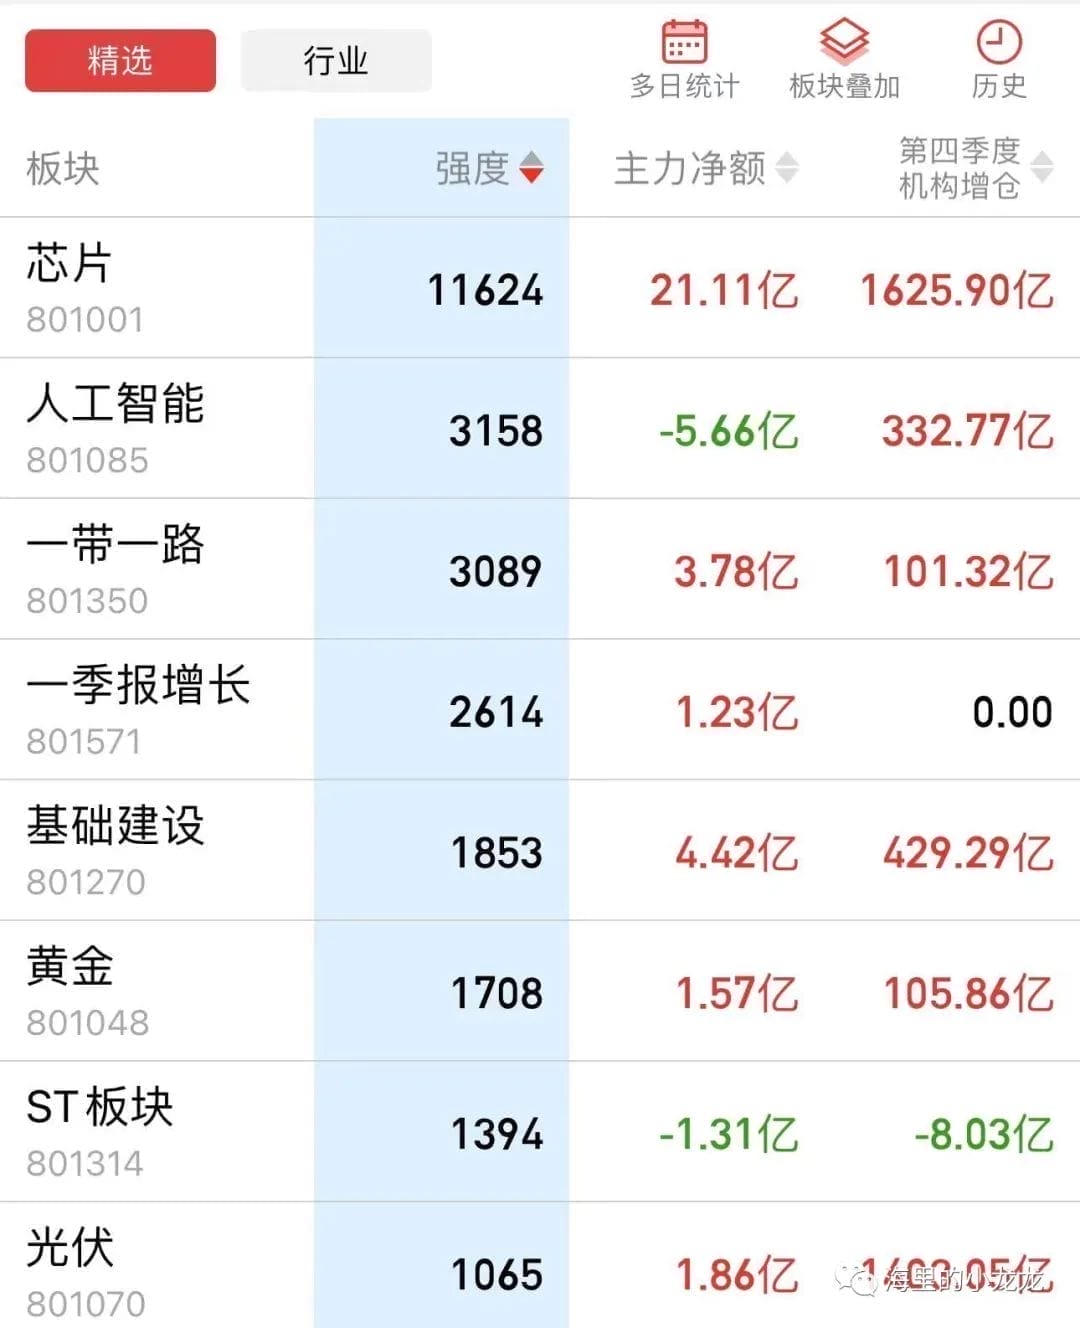 精选 行业
多日统计 板块叠加 历史
板块 强度 主力净额 第四季度
机构增仓
芯片
801001
11624 21.11亿 1625.90亿
人工智能
801085
3158 -5.66亿 332.77亿
一带一路
801350
3089 3.78亿 101.32亿
一季报增长
801571
2614 1.23亿 0.00
基础建设
801270
1853 4.42亿 429.29亿
黄金
801048
1708 1.57亿 105.86亿
ST板块
801314
1394 -1.31亿 -8.03亿
光伏
801070
1065 1.86亿
海里的小龙龙